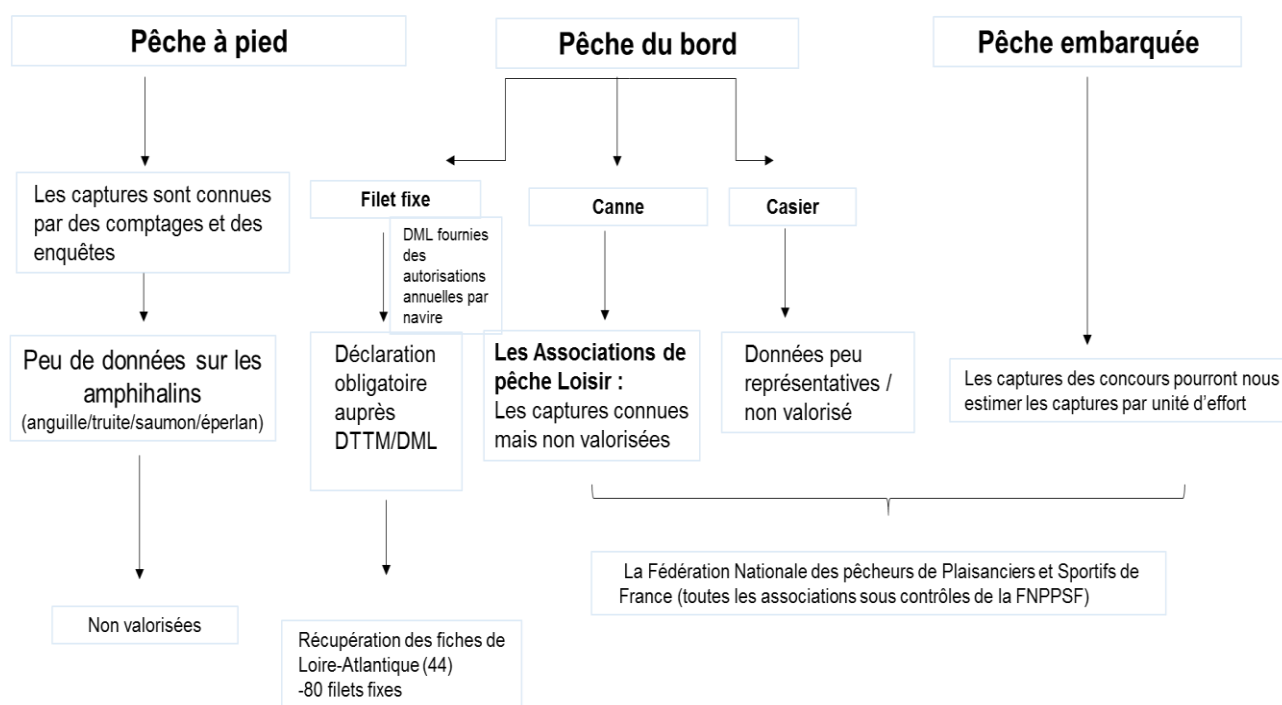 Pêche à pied
Pêche du bord
Pêche embarquée
Les captures sont connues
par des comptages et des
enquêtes
Filet fixe
Canne
Casier
DML fournies
des
autorisations
annuelles par
navire
Peu de données sur les
amphihalins
(anguille/truite/saumon/éperlan)
Déclaration
obligatoire
auprès
DTTM/DML
Les Associations de
pêche Loisir :
Les captures connues
mais non valorisées
Données peu
représentatives /
non valorisé
Les captures des concours pourront nous
estimer les captures par unité d’effort
La Fédération Nationale des pêcheurs de Plaisanciers et Sportifs de
France (toutes les associations sous contrôles de la FNPPSF)
Non valorisées
Récupération des fiches de
Loire-Atlantique (44)
-80 filets fixes